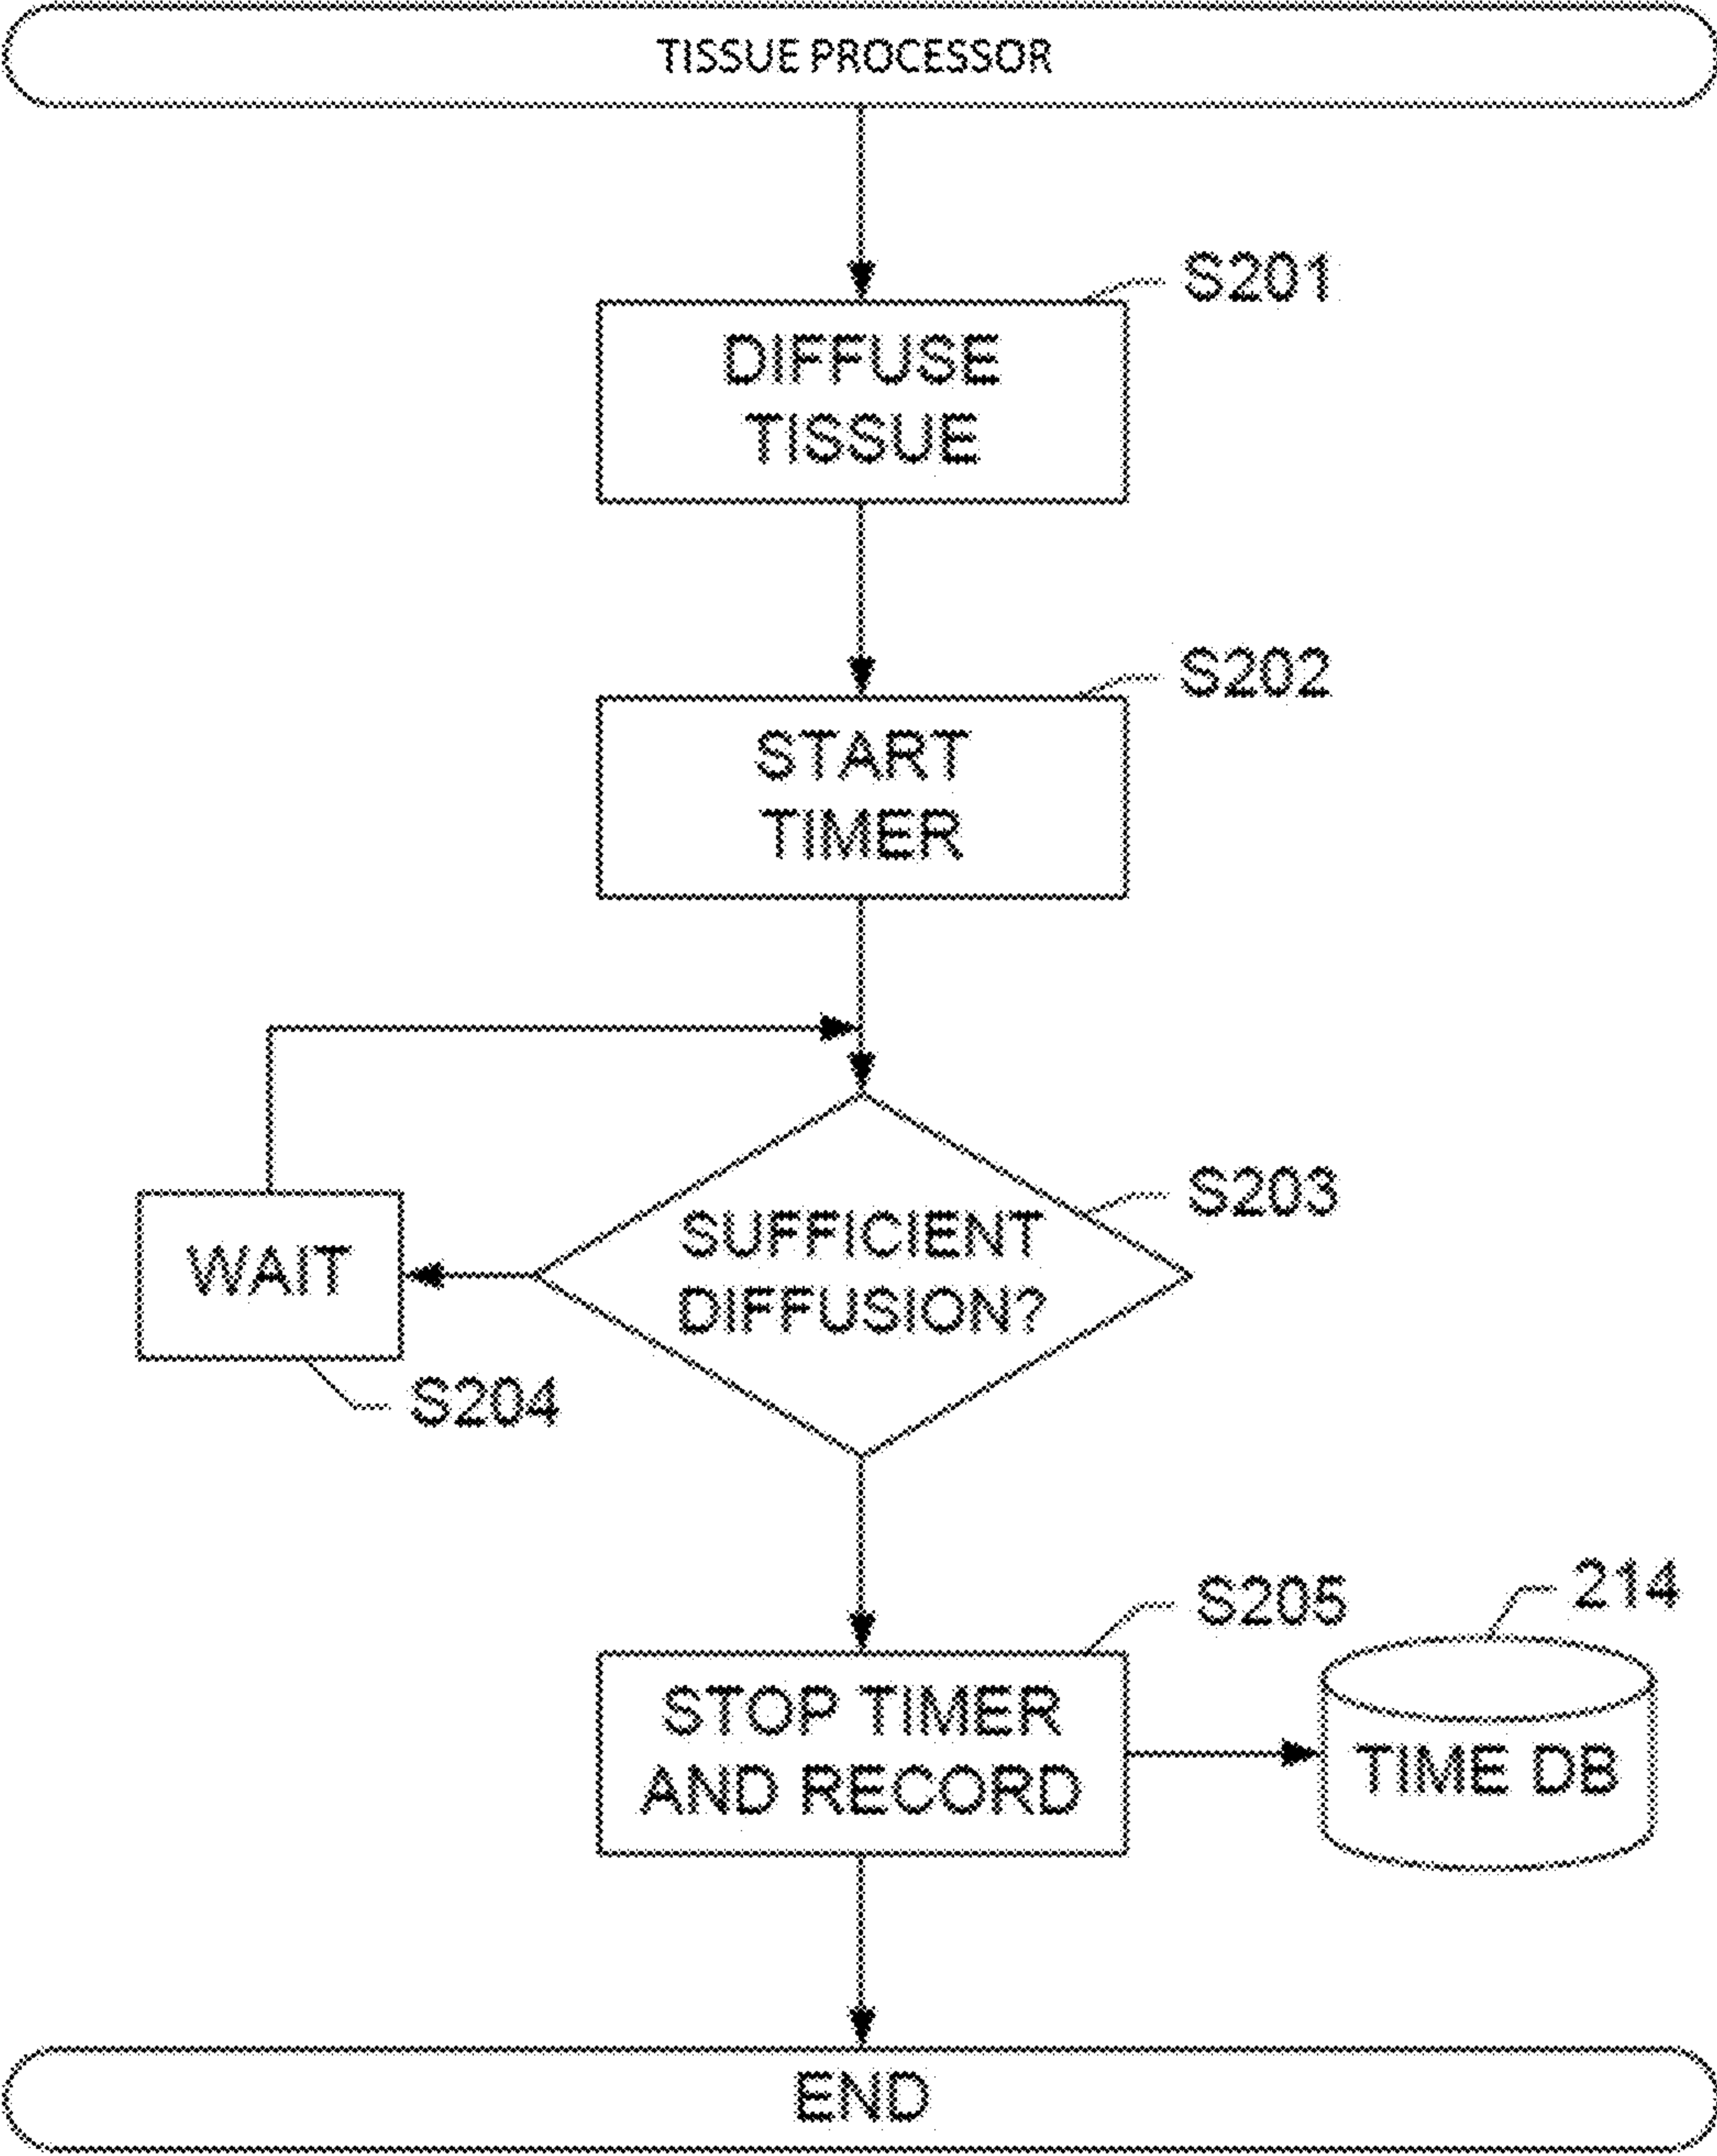 TISSUE PROCESSOR
S201
DIFFUSE
TISSUE
S202
START
TIMER
S203
SUFFICIENT
DIFFUSION?
WAIT
S204
S205
214
STOP TIMER
AND RECORD
TIME DB
END